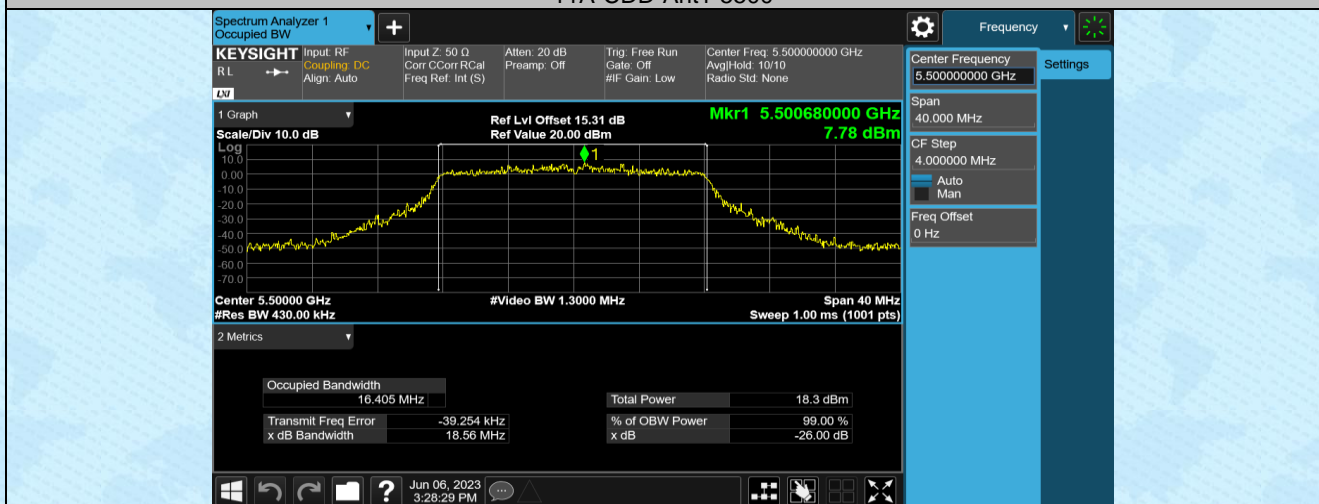 Spectrum Analyzer 1
Occupied BW
Frequency
KEYSIGHT
R L
LXI
Input: RF
Coupling: DC
Align: Auto
Input Z: 50 Ω
Corr CCorr RCal
Freq Ref: Int (S)
Atten: 20 dB
Preamp: Off
Trig: Free Run
Gate: Off
#IF Gain: Low
Center Freq: 5.500000000 GHz
Avg|Hold: 10/10
Radio Std: None
Center Frequency
5.500000000 GHz
Settings
Span
40.000 MHz
CF Step
4.000000 MHz
Auto
Man
Freq Offset
0 Hz
1 Graph
Scale/Div 10.0 dB
Ref Lvl Offset 15.31 dB
Ref Value 20.00 dBm
Mkr1 5.500680000 GHz
7.78 dBm
Log
1
10.0
0.00
-10.0
-20.0
-30.0
-40.0
-50.0
-60.0
-70.0
Center 5.50000 GHz
#Res BW 430.00 kHz
#Video BW 1.3000 MHz
Span 40 MHz
Sweep 1.00 ms (1001 pts)
2 Metrics
Occupied Bandwidth
16.405 MHz
Total Power 18.3 dBm
Transmit Freq Error -39.254 kHz
% of OBW Power 99.00 %
x dB Bandwidth 18.56 MHz
x dB -26.00 dB
?
Jun 06, 2023
3:28:29 PM